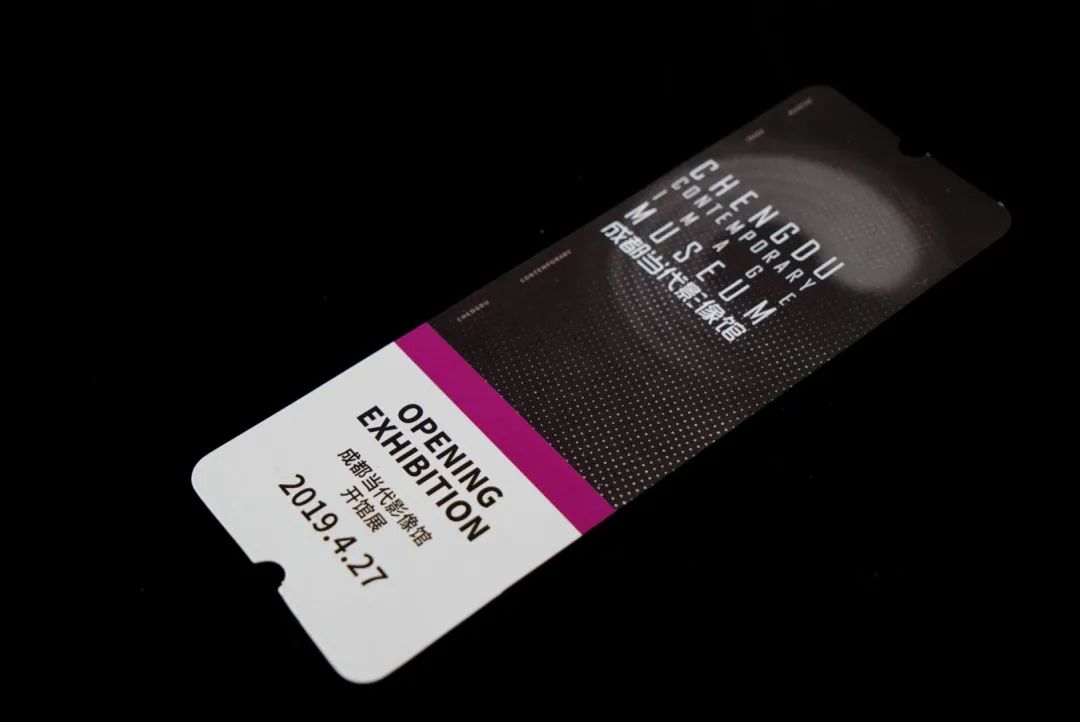 CHENGDU
CONTEMPORARY
IMAGE
MUSEUM
成都当代影像馆
CHENGDU
CONTEMPORARY
OPENING
EXHIBITION
成都当代影像馆
开馆展
2019.4.27